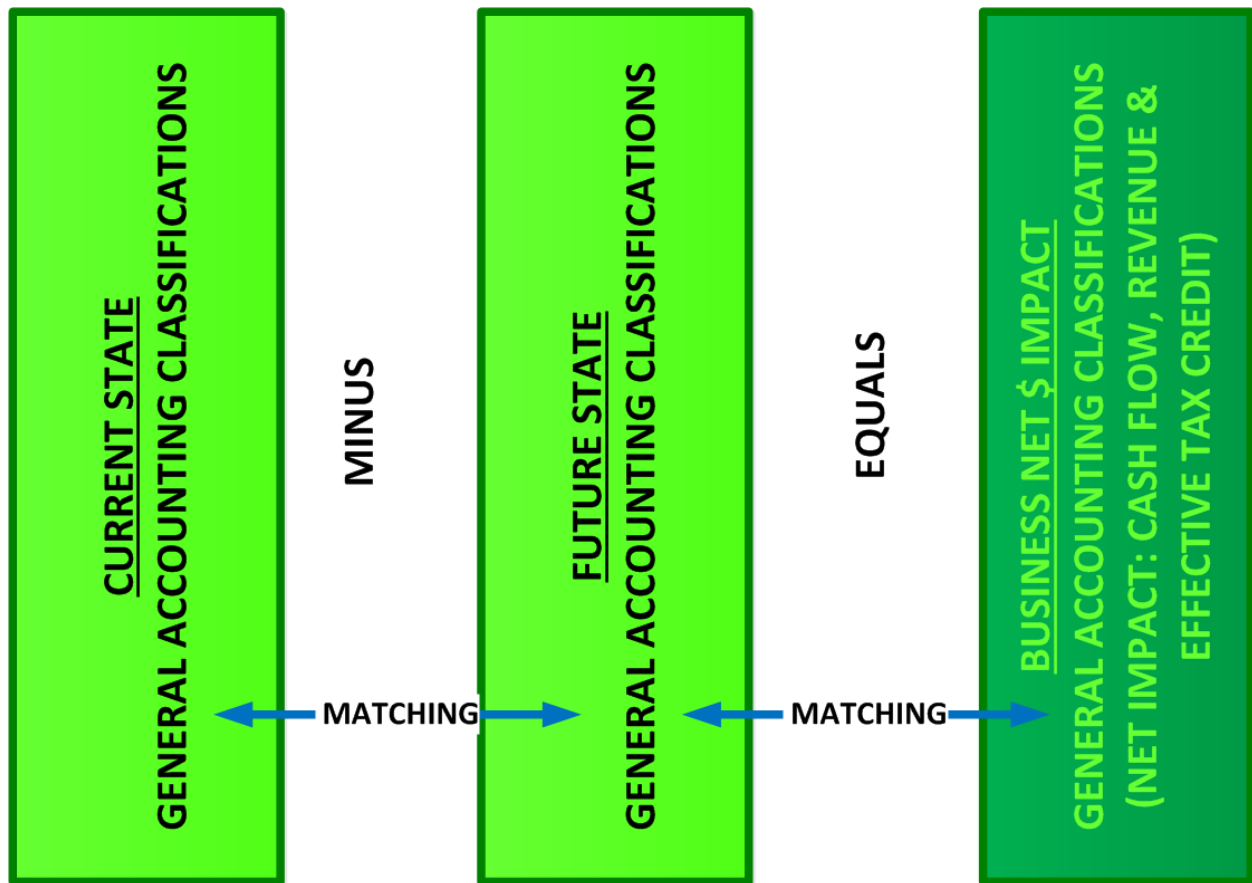 CURRENT STATE
GENERAL ACCOUNTING CLASSIFICATIONS
MINUS
MATCHING
FUTURE STATE
GENERAL ACCOUNTING CLASSIFICATIONS
EQUALS
MATCHING
BUSINESS NET $ IMPACT
GENERAL ACCOUNTING CLASSIFICATIONS
(NET IMPACT: CASH FLOW, REVENUE &
EFFECTIVE TAX CREDIT)